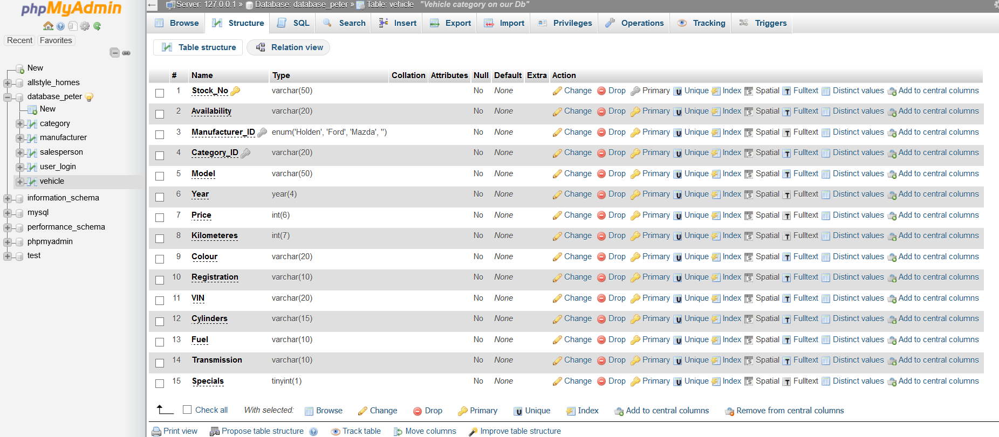 phpMyAdmin
Recent Favorites
New
allstyle_homes
database_peter
New
category
manufacturer
salesperson
user_login
vehicle
information_schema
mysql
performance_schema
phpmyadmin
test
Server: 127.0.0.1 » Database: database_peter » Table: vehicle "Vehicle category on our Db"
Browse Structure SQL Search Insert Export Import Privileges Operations Tracking Triggers
Table structure Relation view
# Name Type Collation Attributes Null Default Extra Action
1 Stock_No varchar(50) No None Change Drop Primary Unique Index Spatial Fulltext Distinct values Add to central columns
2 Availability varchar(20) No None Change Drop Primary Unique Index Spatial Fulltext Distinct values Add to central columns
3 Manufacturer_ID enum('Holden', 'Ford', 'Mazda', '') No None Change Drop Primary Unique Index Spatial Fulltext Distinct values Add to central columns
4 Category_ID varchar(20) No None Change Drop Primary Unique Index Spatial Fulltext Distinct values Add to central columns
5 Model varchar(50) No None Change Drop Primary Unique Index Spatial Fulltext Distinct values Add to central columns
6 Year year(4) No None Change Drop Primary Unique Index Spatial Fulltext Distinct values Add to central columns
7 Price int(6) No None Change Drop Primary Unique Index Spatial Fulltext Distinct values Add to central columns
8 Kilometeres int(7) No None Change Drop Primary Unique Index Spatial Fulltext Distinct values Add to central columns
9 Colour varchar(20) No None Change Drop Primary Unique Index Spatial Fulltext Distinct values Add to central columns
10 Registration varchar(10) No None Change Drop Primary Unique Index Spatial Fulltext Distinct values Add to central columns
11 VIN varchar(20) No None Change Drop Primary Unique Index Spatial Fulltext Distinct values Add to central columns
12 Cylinders varchar(15) No None Change Drop Primary Unique Index Spatial Fulltext Distinct values Add to central columns
13 Fuel varchar(10) No None Change Drop Primary Unique Index Spatial Fulltext Distinct values Add to central columns
14 Transmission varchar(10) No None Change Drop Primary Unique Index Spatial Fulltext Distinct values Add to central columns
15 Specials tinyint(1) No None Change Drop Primary Unique Index Spatial Fulltext Distinct values Add to central columns
Check all With selected: Browse Change Drop Primary Unique Index Add to central columns Remove from central columns
Print view Propose table structure Track table Move columns Improve table structure